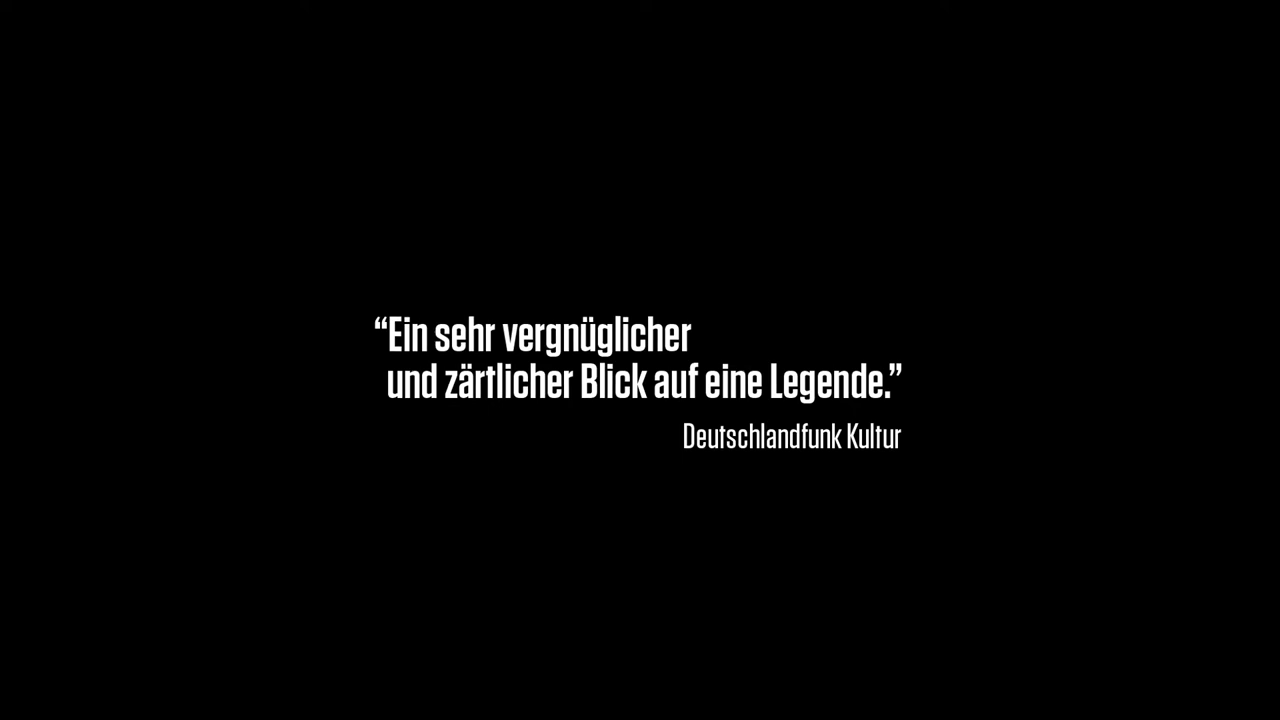 “Ein sehr vergnüglicher
und zärtlicher Blick auf eine Legende.”
Deutschlandfunk Kultur